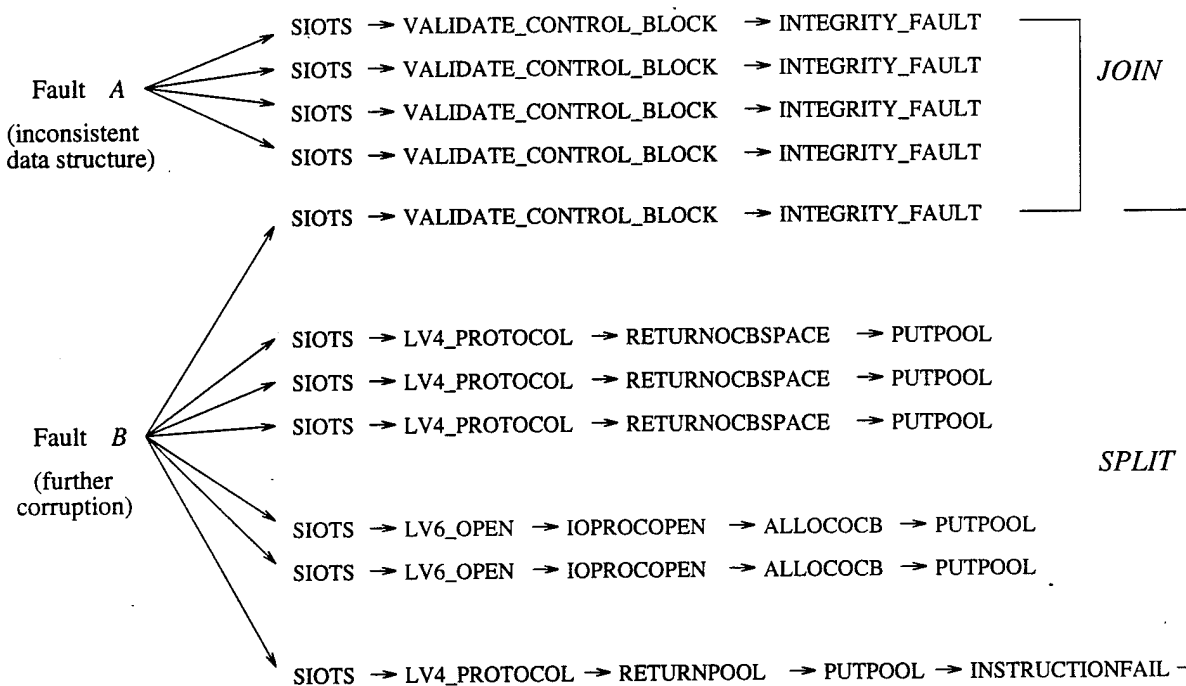 SIOTS → VALIDATE_CONTROL_BLOCK → INTEGRITY_FAULT
SIOTS → VALIDATE_CONTROL_BLOCK → INTEGRITY_FAULT
JOIN
Fault A
SIOTS → VALIDATE_CONTROL_BLOCK → INTEGRITY_FAULT
(inconsistent
data structure)
SIOTS → VALIDATE_CONTROL_BLOCK → INTEGRITY_FAULT
SIOTS → VALIDATE_CONTROL_BLOCK → INTEGRITY_FAULT
SIOTS → LV4_PROTOCOL → RETURNOCBSPACE → PUTPOOL
SIOTS → LV4_PROTOCOL → RETURNOCBSPACE → PUTPOOL
SIOTS → LV4_PROTOCOL → RETURNOCBSPACE → PUTPOOL
Fault B
(further
corruption)
SPLIT
SIOTS → LV6_OPEN → IOPROCOPEN → ALLOCOCB → PUTPOOL
SIOTS → LV6_OPEN → IOPROCOPEN → ALLOCOCB → PUTPOOL
SIOTS → LV4_PROTOCOL → RETURNPOOL → PUTPOOL → INSTRUCTIONFAIL